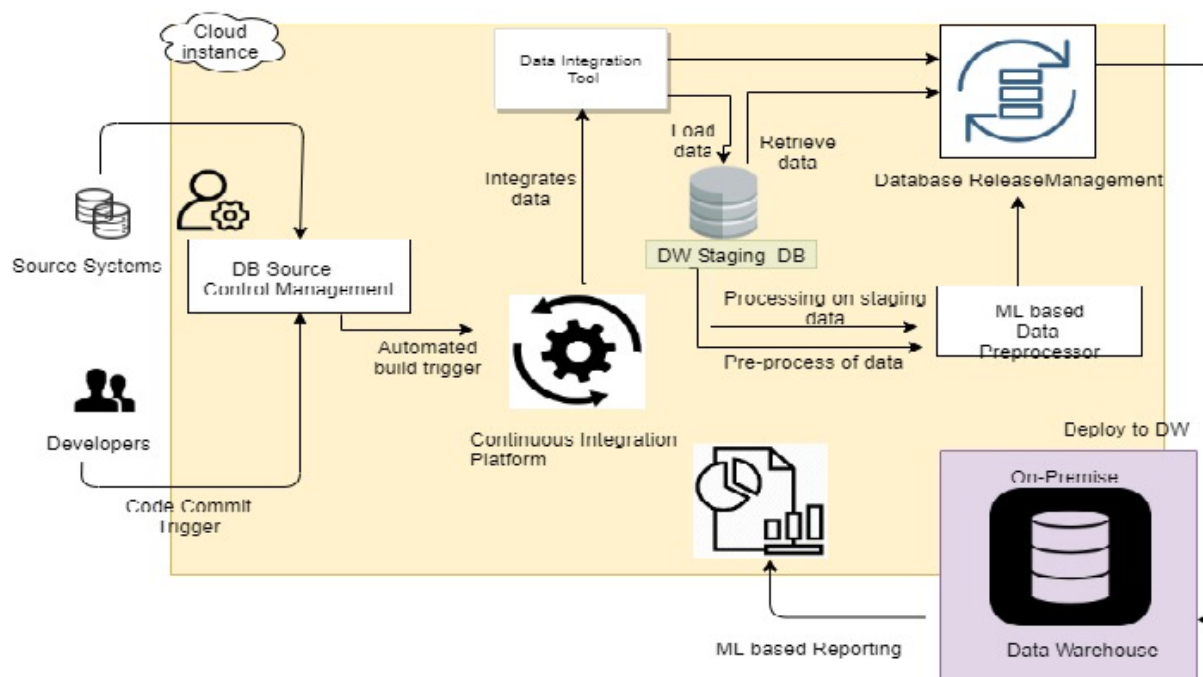 Cloud
instance
Data Integration
Tool
Load
data
Retrieve
data
Integrates
data
Database ReleaseManagement
Source Systems
DB Source
Control Management
DW Staging DB
Processing on staging
data
ML based
Data
Preprocessor
Automated
build trigger
Pre-process of data
Developers
Continuous Integration
Platform
Deploy to DW
Code Commit
Trigger
On-Premise
ML based Reporting
Data Warehouse